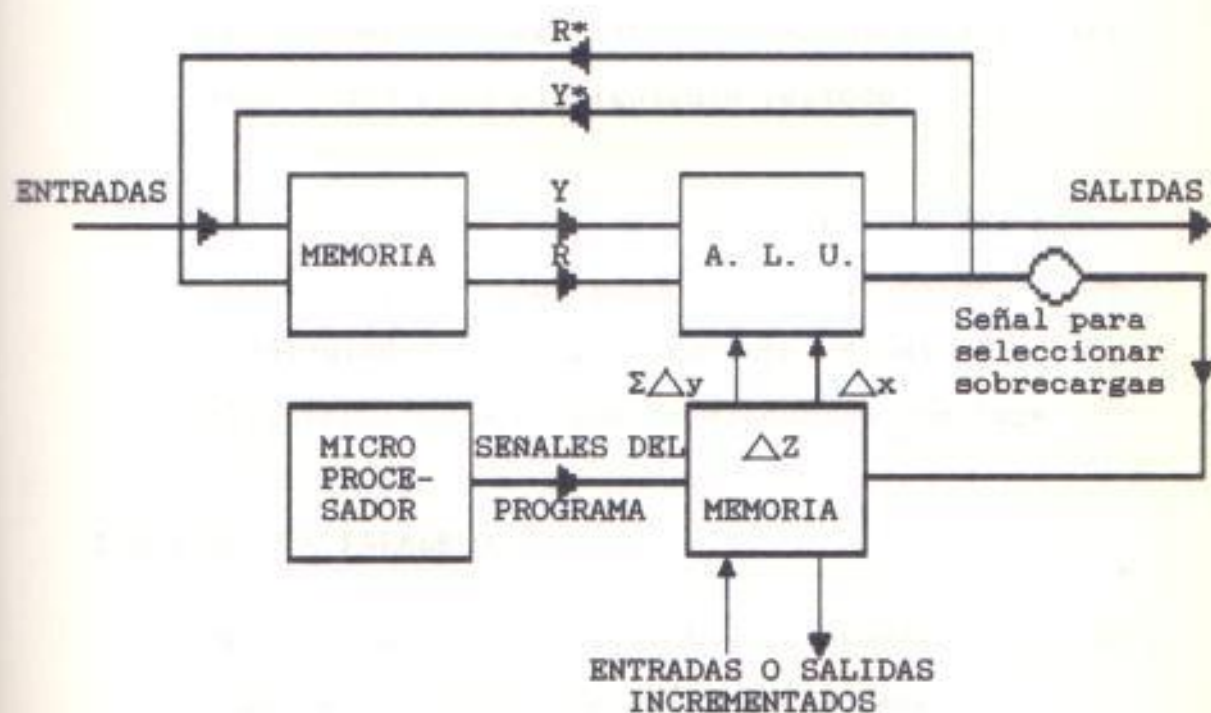 R*
Y*
ENTRADAS
Y
SALIDAS
MEMORIA
R
A. L. U.
Señal para
seleccionar
sobrecargas
Σ△y
△x
MICRO
PROCE-
SADOR
SEÑALES DEL
PROGRAMA
△Z
MEMORIA
ENTRADAS O SALIDAS
INCREMENTADOS